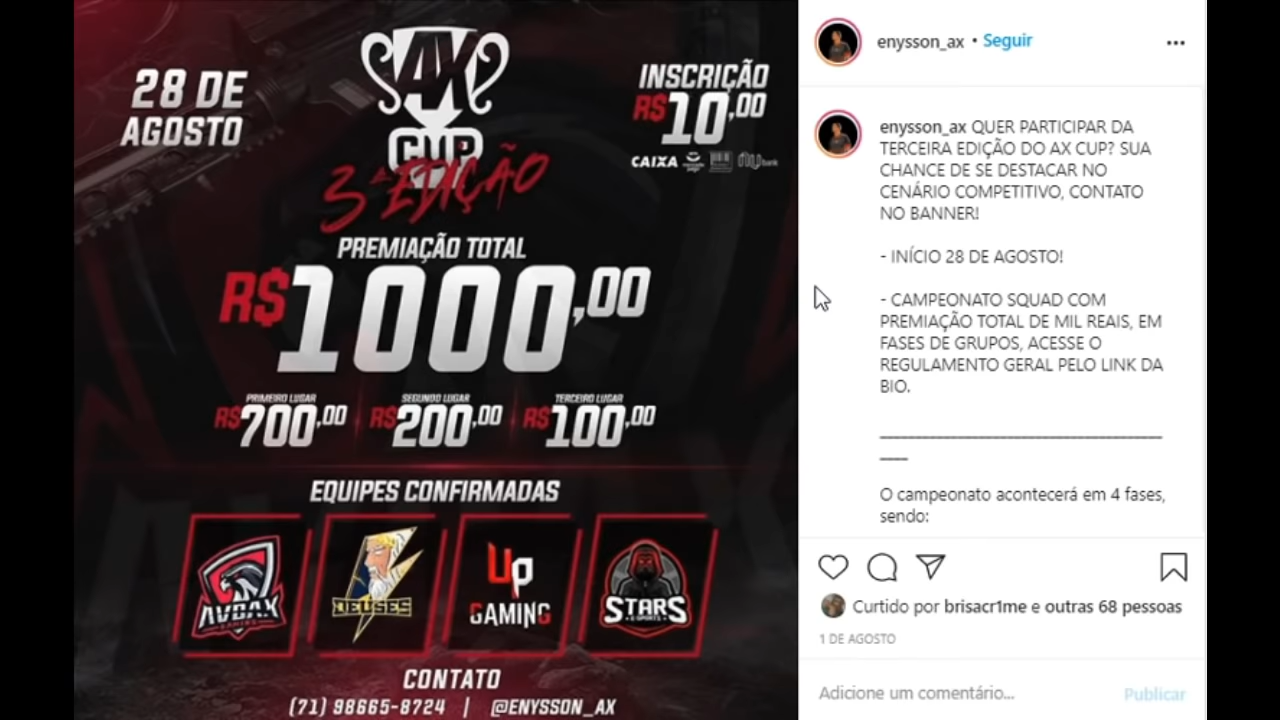 28 DE
AGOSTO
AX
CUP
3ª EDIÇÃO
INSCRIÇÃO
R$10,00
CAIXA
nu bank
PREMIAÇÃO TOTAL
R$1000,00
PRIMEIRO LUGAR
R$700,00
SEGUNDO LUGAR
R$200,00
TERCEIRO LUGAR
R$100,00
EQUIPES CONFIRMADAS
AVBAX
GAMING
DEUSES
Up
GAMING
STARS
E-SPORTS
CONTATO
(71) 98665-8724 | @ENYSSON_AX
enysson_ax • Seguir
enysson_ax QUER PARTICIPAR DA
TERCEIRA EDIÇÃO DO AX CUP? SUA
CHANCE DE SE DESTACAR NO
CENÁRIO COMPETITIVO, CONTATO
NO BANNER!
- INÍCIO 28 DE AGOSTO!
- CAMPEONATO SQUAD COM
PREMIAÇÃO TOTAL DE MIL REAIS, EM
FASES DE GRUPOS, ACESSE O
REGULAMENTO GERAL PELO LINK DA
BIO.
O campeonato acontecerá em 4 fases,
sendo:
Curtido por brisacr1me e outras 68 pessoas
1 DE AGOSTO
Adicione um comentário...
Publicar